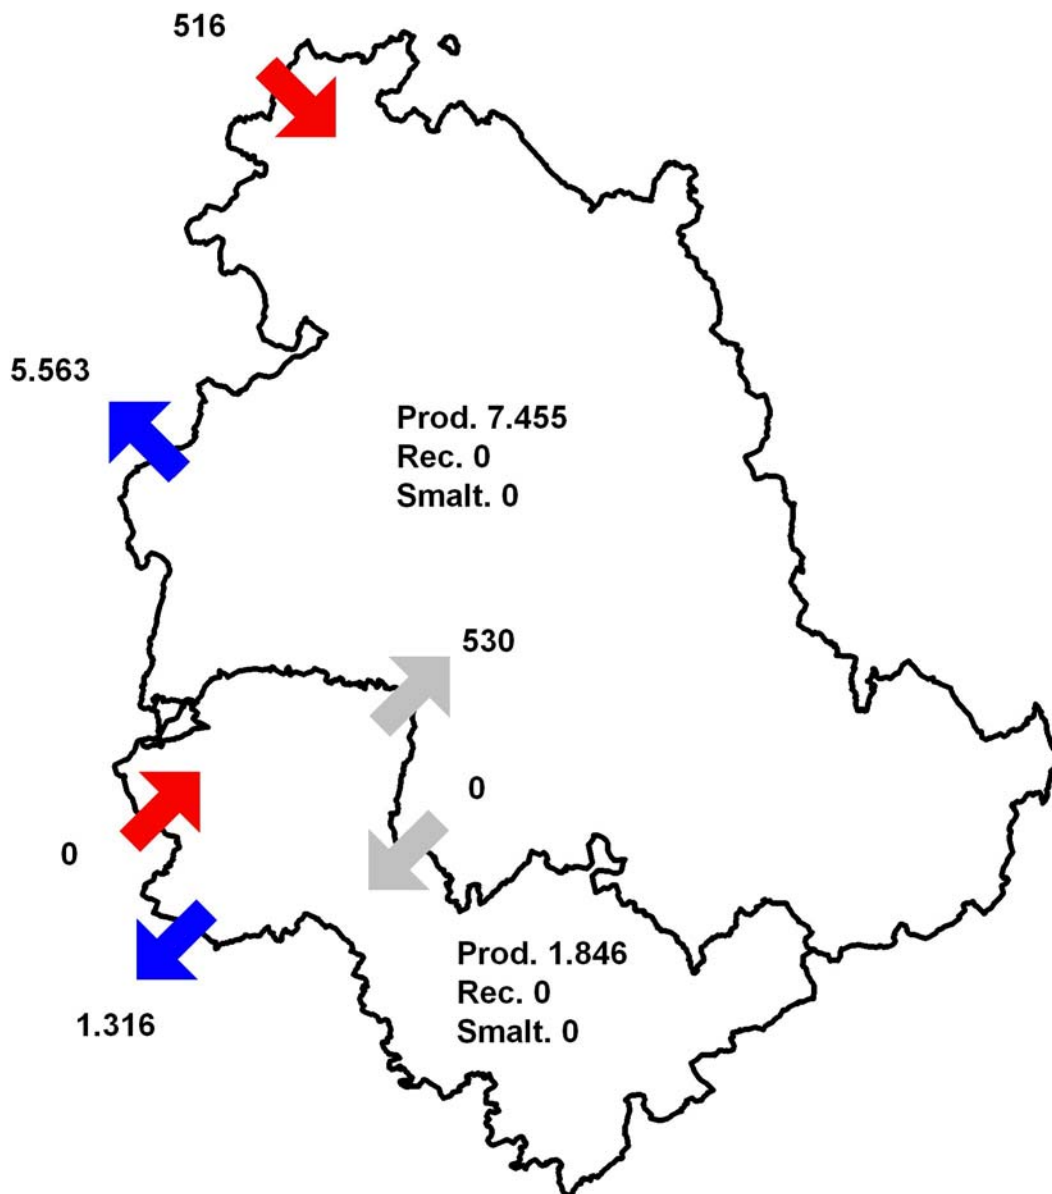 516
5.563
Prod. 7.455
Rec. 0
Smalt. 0
530
0
0
Prod. 1.846
Rec. 0
Smalt. 0
1.316